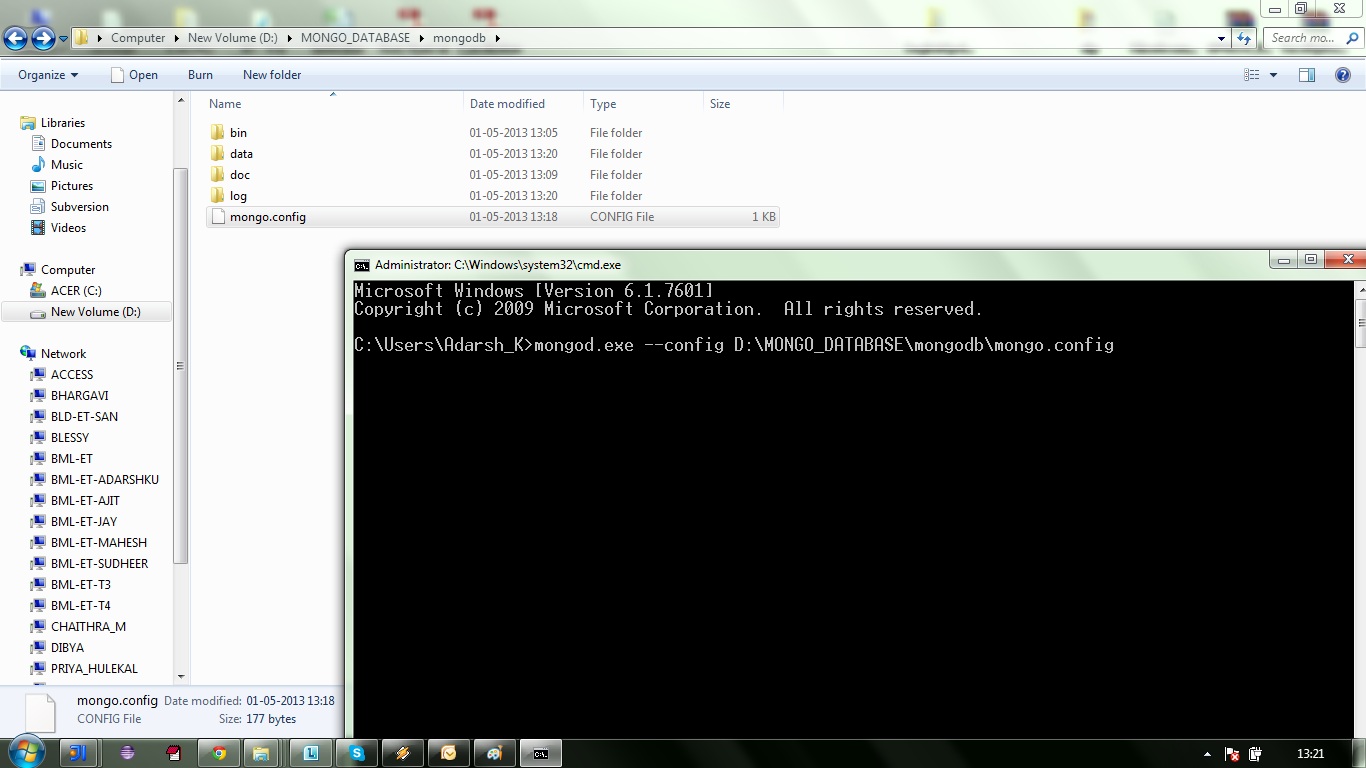 Computer New Volume (D:) MONGO_DATABASE mongodb
Search mo...
Organize Open Burn New folder
Name Date modified Type Size
bin 01-05-2013 13:05 File folder
data 01-05-2013 13:20 File folder
doc 01-05-2013 13:09 File folder
log 01-05-2013 13:20 File folder
mongo.config 01-05-2013 13:18 CONFIG File 1 KB
Libraries
Documents
Music
Pictures
Subversion
Videos
Computer
ACER (C:)
New Volume (D:)
Network
ACCESS
BHARGAVI
BLD-ET-SAN
BLESSY
BML-ET
BML-ET-ADARSHKU
BML-ET-AJIT
BML-ET-JAY
BML-ET-MAHESH
BML-ET-SUDHEER
BML-ET-T3
BML-ET-T4
CHAITHRA_M
DIBYA
PRIYA_HULEKAL
Administrator: C:\Windows\system32\cmd.exe
Microsoft Windows [Version 6.1.7601]
Copyright (c) 2009 Microsoft Corporation. All rights reserved.
C:\Users\Adarsh_K>mongod.exe --config D:\MONGO_DATABASE\mongodb\mongo.config
mongo.config Date modified: 01-05-2013 13:18
CONFIG File Size: 177 bytes
13:21